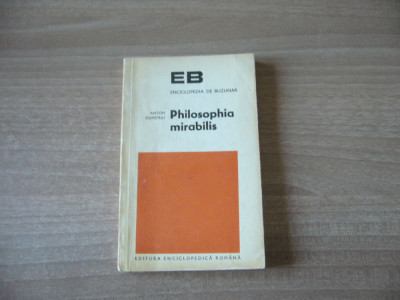 EB
ENCICLOPEDIA DE BUZUNAR
ANTON
DUMITRIU
Philosophia
mirabilis
EDITURA ENCICLOPEDICĂ ROMÂNĂ